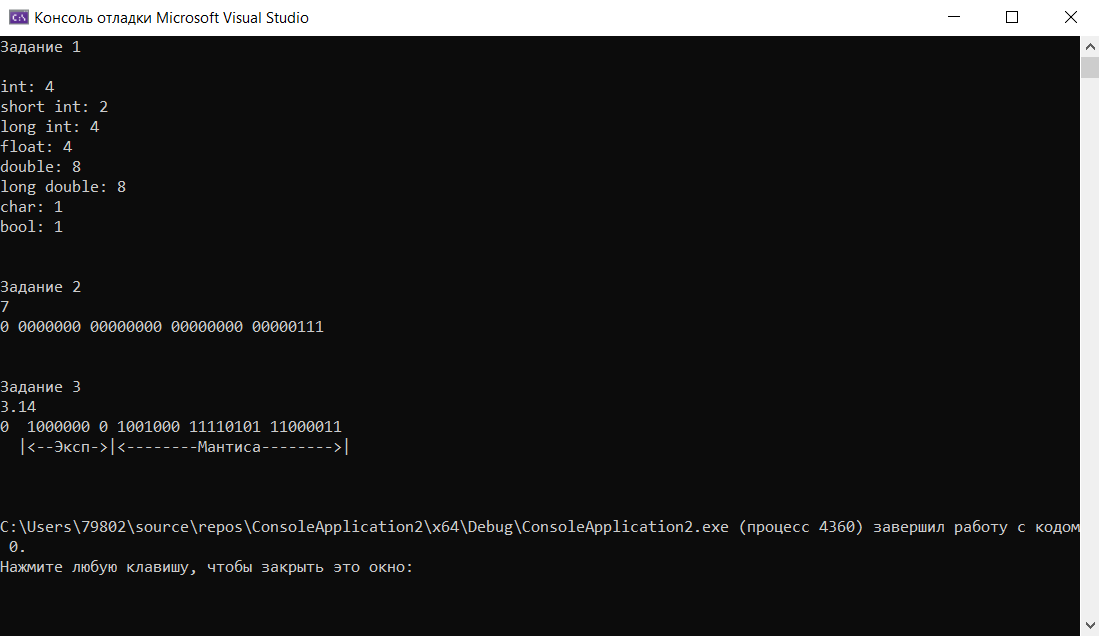 Консоль отладки Microsoft Visual Studio
Задание 1
int: 4
short int: 2
long int: 4
float: 4
double: 8
long double: 8
char: 1
bool: 1
Задание 2
7
0 0000000 00000000 00000000 00000111
Задание 3
3.14
0  1000000 0 1001000 11110101 11000011
  |<--Эксп->|<--------Мантиса-------->|
C:\Users\79802\source\repos\ConsoleApplication2\x64\Debug\ConsoleApplication2.exe (процесс 4360) завершил работу с кодом
 0.
Нажмите любую клавишу, чтобы закрыть это окно: